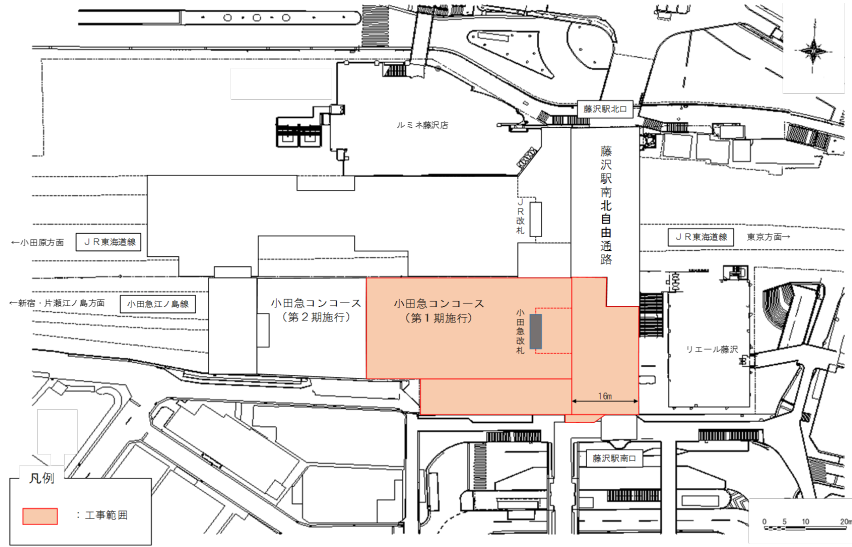 藤沢駅北口
ルミネ藤沢店
藤沢駅南北自由通路
JR改札
←小田原方面
JR東海道線
JR東海道線
東京方面→
←新宿・片瀬江ノ島方面
小田急江ノ島線
小田急コンコース
(第2期施行)
小田急コンコース
(第1期施行)
小田急改札
リエール藤沢
16m
藤沢駅南口
凡例
:工事範囲
0 5 10 20m